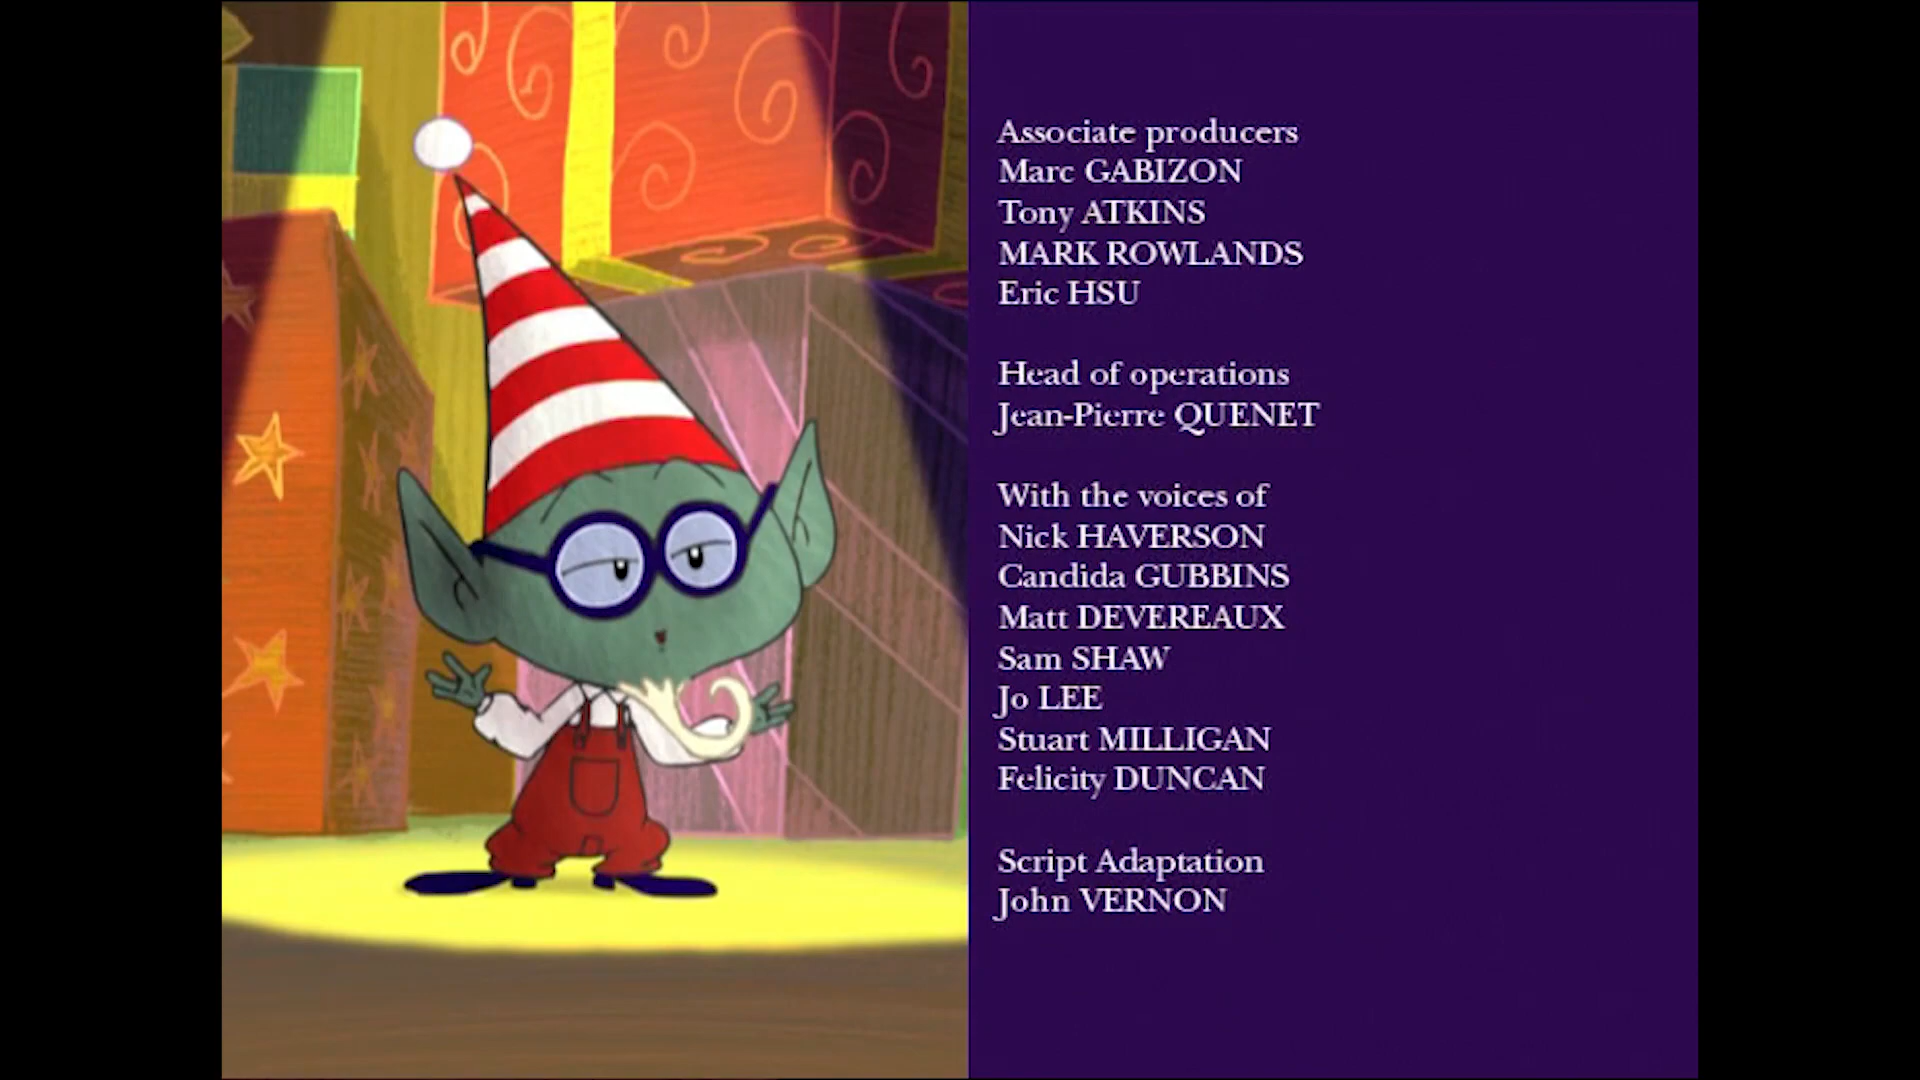 Associate producers
Marc GABIZON
Tony ATKINS
MARK ROWLANDS
Eric HSU
Head of operations
Jean-Pierre QUENET
With the voices of
Nick HAVERSON
Candida GUBBINS
Matt DEVEREAUX
Sam SHAW
Jo LEE
Stuart MILLIGAN
Felicity DUNCAN
Script Adaptation
John VERNON